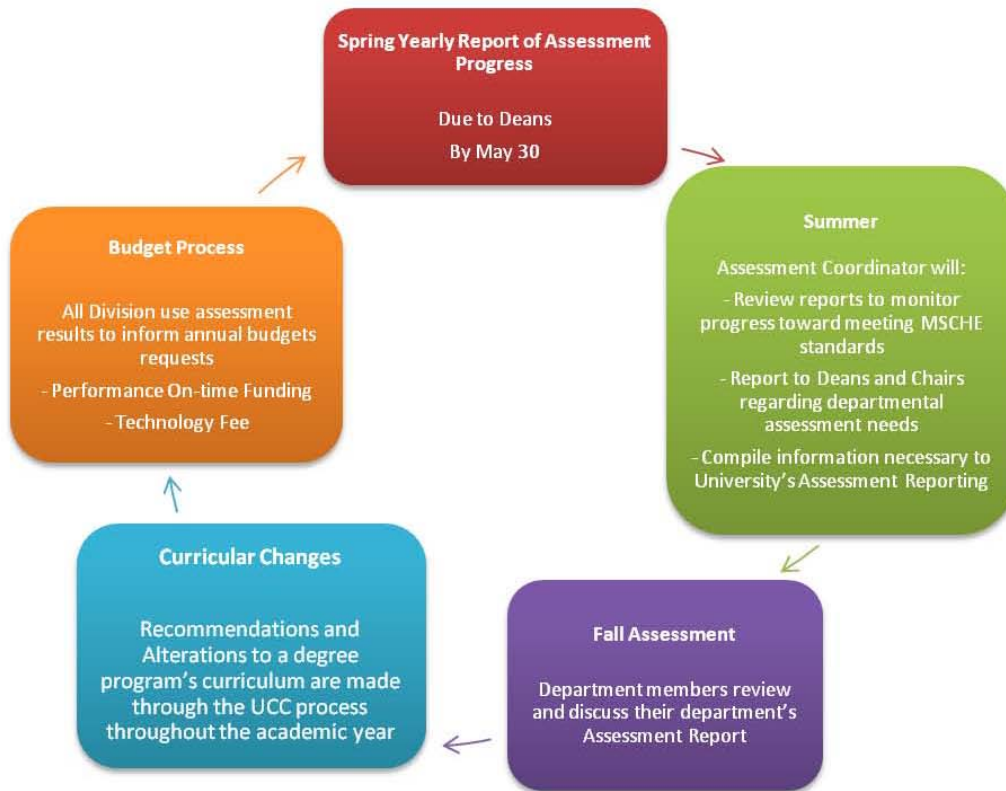 Spring Yearly Report of Assessment
Progress
Due to Deans
By May 30
Summer
Assessment Coordinator will:
- Review reports to monitor
progress toward meeting MSCHE
standards
- Report to Deans and Chairs
regarding departmental
assessment needs
- Compile information necessary to
University's Assessment Reporting
Fall Assessment
Department members review
and discuss their department's
Assessment Report
Curricular Changes
Recommendations and
Alterations to a degree
program's curriculum are made
through the UCC process
throughout the academic year
Budget Process
All Division use assessment
results to inform annual budgets
requests
- Performance On-time Funding
- Technology Fee